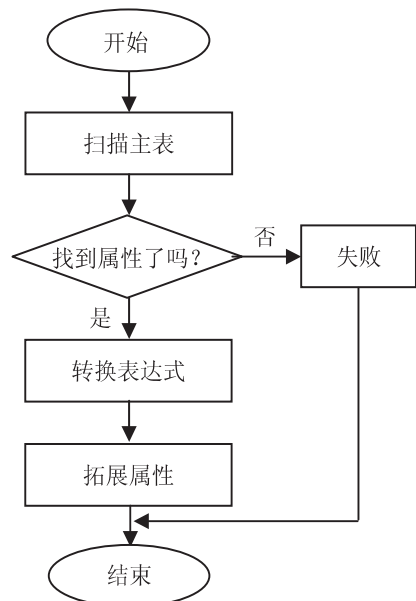 开始
扫描主表
找到属性了吗？
否
失败
是
转换表达式
拓展属性
结束